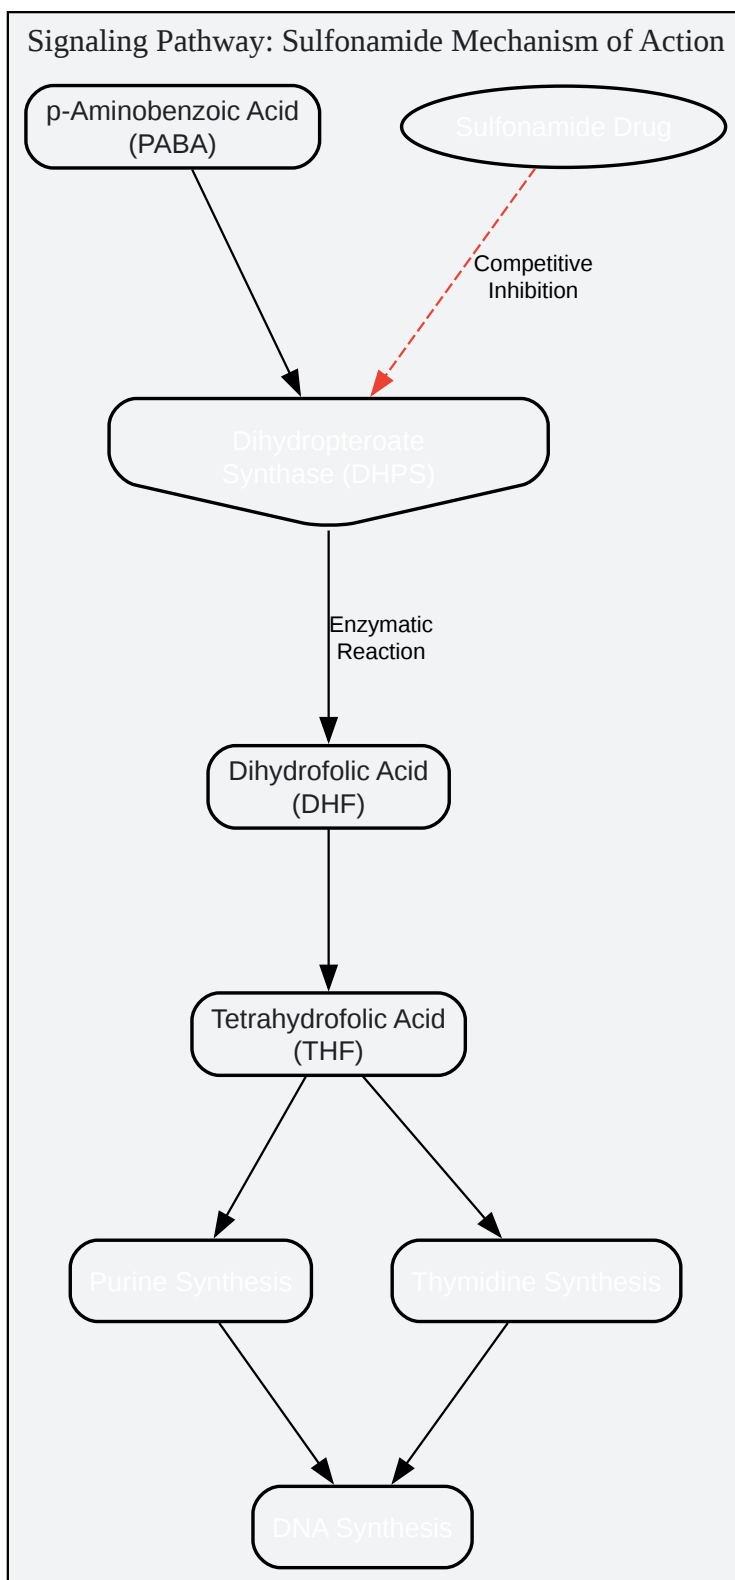 Signaling Pathway: Sulfonamide Mechanism of Action
p-Aminobenzoic Acid
(PABA)
Sulfonamide Drug
Competitive
Inhibition
Dihydropteroate
Synthase (DHPS)
Enzymatic
Reaction
Dihydrofolic Acid
(DHF)
Tetrahydrofolic Acid
(THF)
Purine Synthesis
Thymidine Synthesis
DNA Synthesis